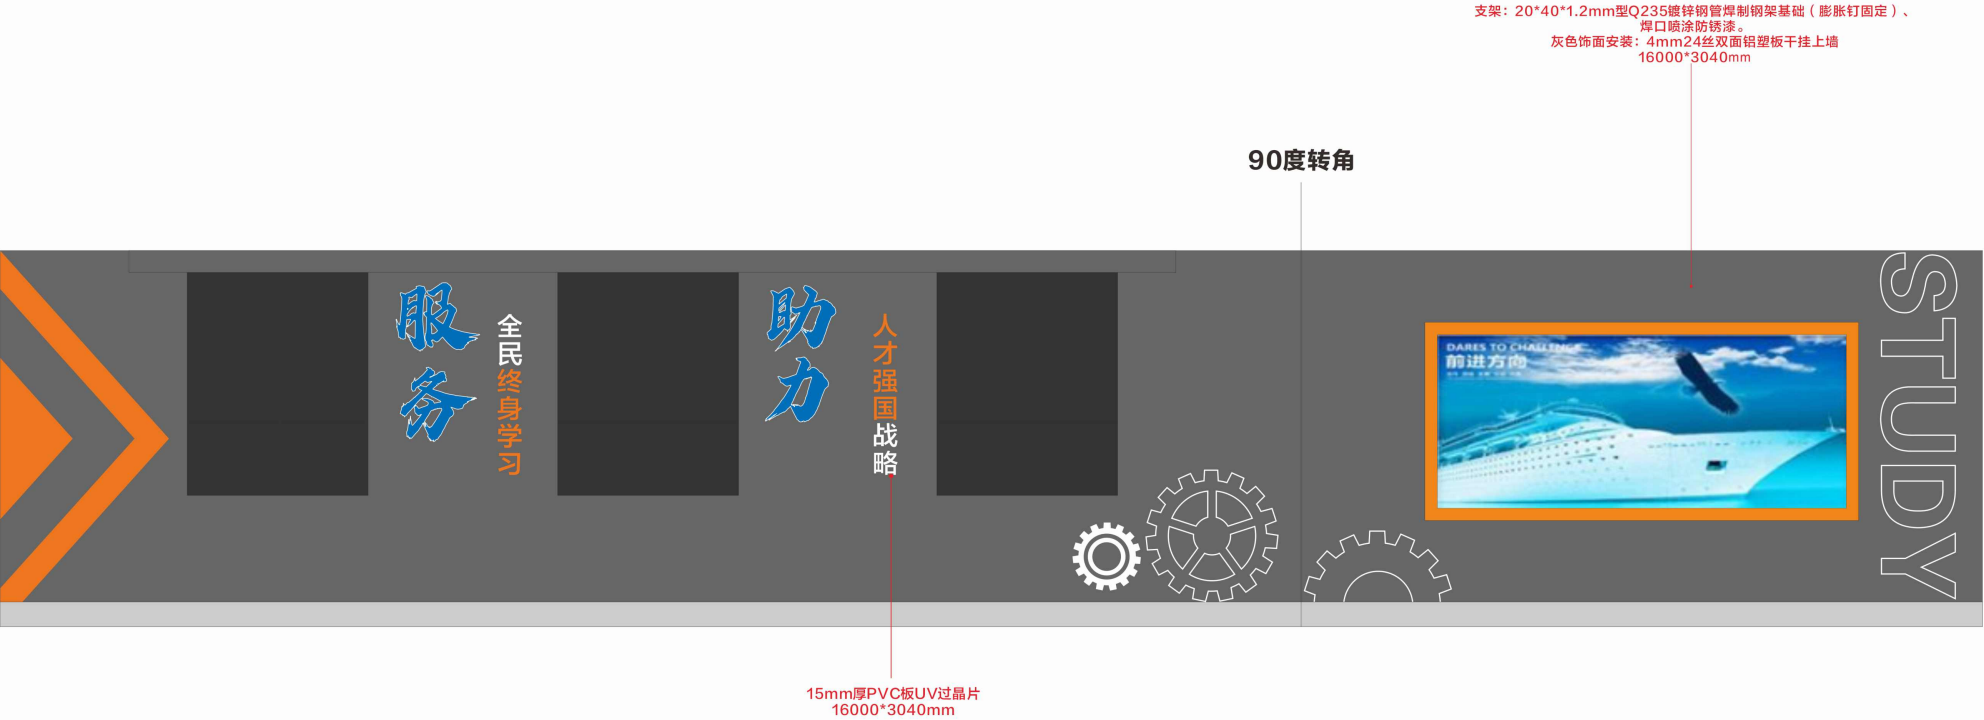 支架：20*40*1.2mm型Q235镀锌钢管焊制钢架基础（膨胀钉固定）、
焊口喷涂防锈漆。
灰色饰面安装：4mm24丝双面铝塑板干挂上墙
16000*3040mm
90度转角
服务
全民终身学习
助力
人才强国战略
DARES TO CHALLENGE
前进方向
STUDY
15mm厚PVC板UV过晶片
16000*3040mm